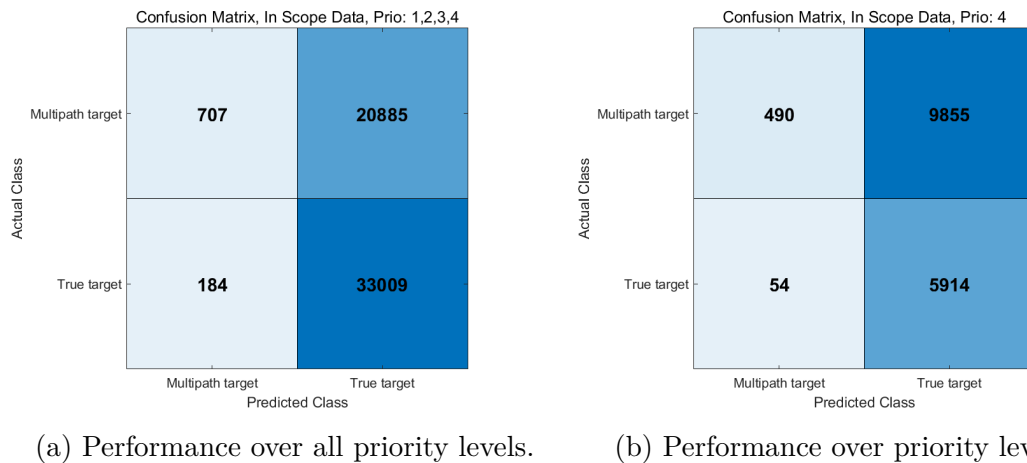 Confusion Matrix, In Scope Data, Prio: 1,2,3,4
Multipath target
707
20885
Actual Class
True target
184
33009
Multipath target
True target
Predicted Class
(a) Performance over all priority levels.
Confusion Matrix, In Scope Data, Prio: 4
Multipath target
490
9855
Actual Class
True target
54
5914
Multipath target
True target
Predicted Class
(b) Performance over priority